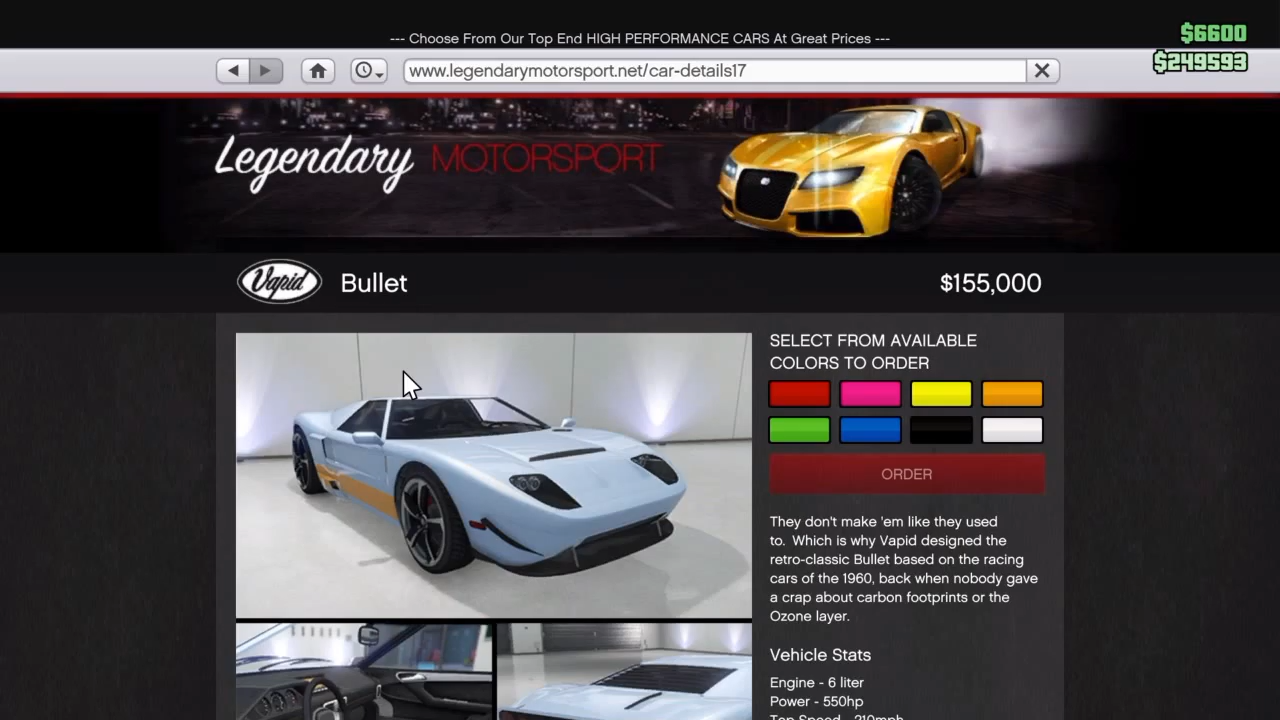 --- Choose From Our Top End HIGH PERFORMANCE CARS At Great Prices ---
$6600
$249593
www.legendarymotorsport.net/car-details17
Legendary MOTORSPORT
Vapid Bullet $155,000
SELECT FROM AVAILABLE
COLORS TO ORDER
ORDER
They don't make 'em like they used
to. Which is why Vapid designed the
retro-classic Bullet based on the racing
cars of the 1960, back when nobody gave
a crap about carbon footprints or the
Ozone layer.
Vehicle Stats
Engine - 6 liter
Power - 550hp
Top Speed - 210mph